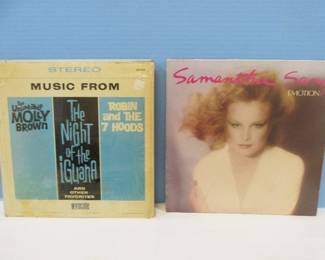 STEREO
MUSIC FROM
The Unsinkable
MOLLY
BROWN
The
Night
of the
iguana
ROBIN
and THE
7 HOODS
AND
OTHER
FAVORITES
WYNCOTE
Samantha Sang
EMOTION